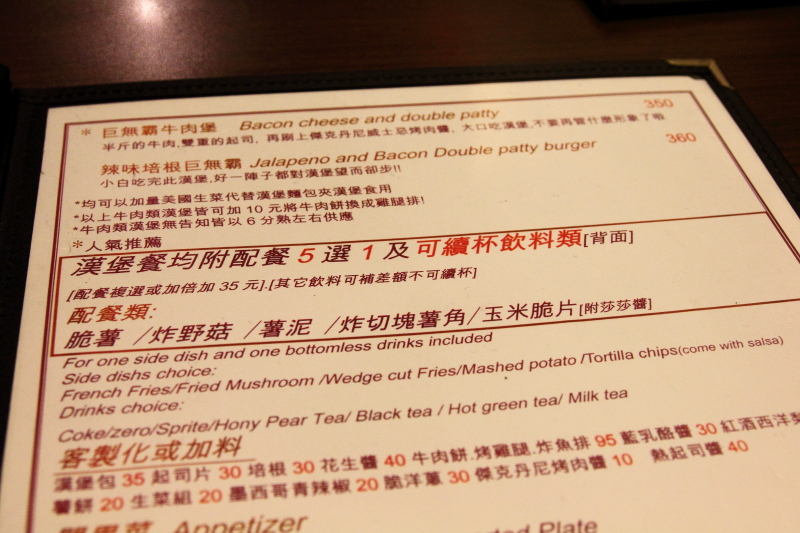 * 巨無霸牛肉堡 Bacon cheese and double patty 350
半斤的牛肉,雙重的起司, 再刷上傑克丹尼威士忌烤肉醬, 大口吃漢堡,不要再管什麼形象了啦
辣味培根巨無霸 Jalapeno and Bacon Double patty burger 360
小白吃完此漢堡,好一陣子都對漢堡望而卻步!!
*均可以加量美國生菜代替漢堡麵包夾漢堡食用
*以上牛肉類漢堡皆可加 10 元將牛肉餅換成雞腿排!
*牛肉類漢堡無告知皆以 6 分熟左右供應
*人氣推薦
漢堡餐均附配餐 5 選 1 及可續杯飲料類[背面]
[配餐複選或加倍加 35 元].[其它飲料可補差額不可續杯]
配餐類:
脆薯 /炸野菇 /薯泥 /炸切塊薯角/玉米脆片[附莎莎醬]
For one side dish and one bottomless drinks included
Side dishs choice:
French Fries/Fried Mushroom /Wedge cut Fries/Mashed potato /Tortilla chips(come with salsa)
Drinks choice:
Coke/zero/Sprite/Hony Pear Tea/ Black tea / Hot green tea/ Milk tea
客製化或加料
漢堡包 35 起司片 30 培根 30 花生醬 40 牛肉餅.烤雞腿.炸魚排 95 藍乳酪醬 30 紅酒西洋梨
薯餅 20 生菜組 20 墨西哥青辣椒 20 脆洋蔥 30 傑克丹尼烤肉醬 10 熱起司醬 40
開胃菜 Appetizer
Plate